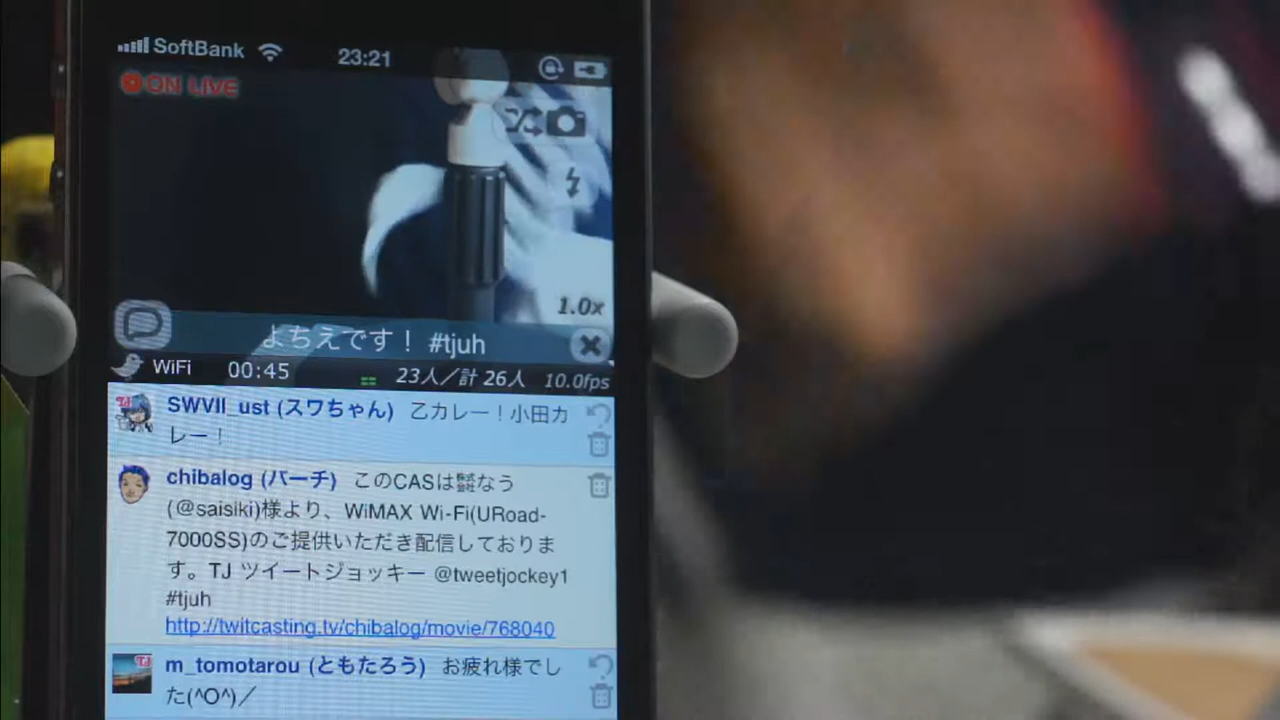 SoftBank 23:21
ON LIVE
1.0x
よちえです! #tjuh
WiFi 00:45 23人/計 26人 10.0fps
SWVII_ust (スワちゃん) 乙カレー!小田カ
レー!
chibalog (バーチ) このCASは鬱なう
(@saisiki)様より、WiMAX Wi-Fi(URoad-
7000SS)のご提供いただき配信しておりま
す。TJ ツイートジョッキー @tweetjockey1
#tjuh
http://twitcasting.tv/chibalog/movie/768040
m_tomotarou (ともたろう) お疲れ様でし
た(^O^)/